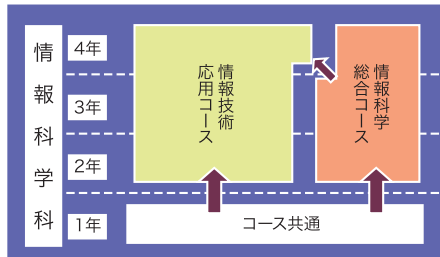 情報科学科
4年
3年
2年
1年
情報技術
応用コース
情報科学
総合コース
コース共通